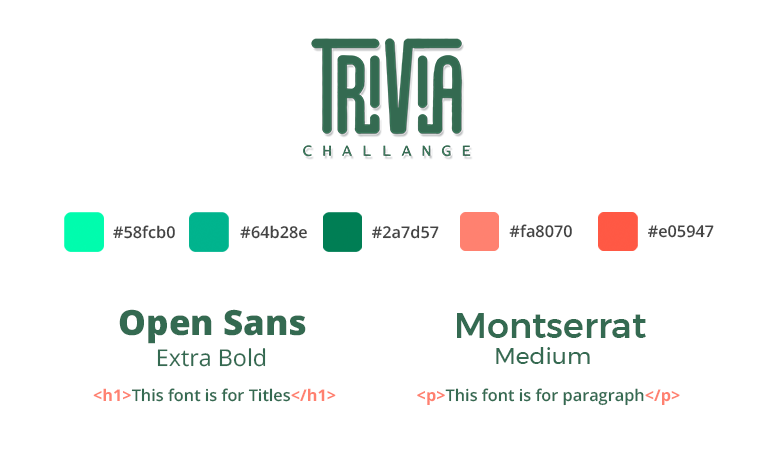 TRIVIA
CHALLANGE
#58fcb0 #64b28e #2a7d57 #fa8070 #e05947
Open Sans
Extra Bold
<h1>This font is for Titles</h1>
Montserrat
Medium
<p>This font is for paragraph</p>